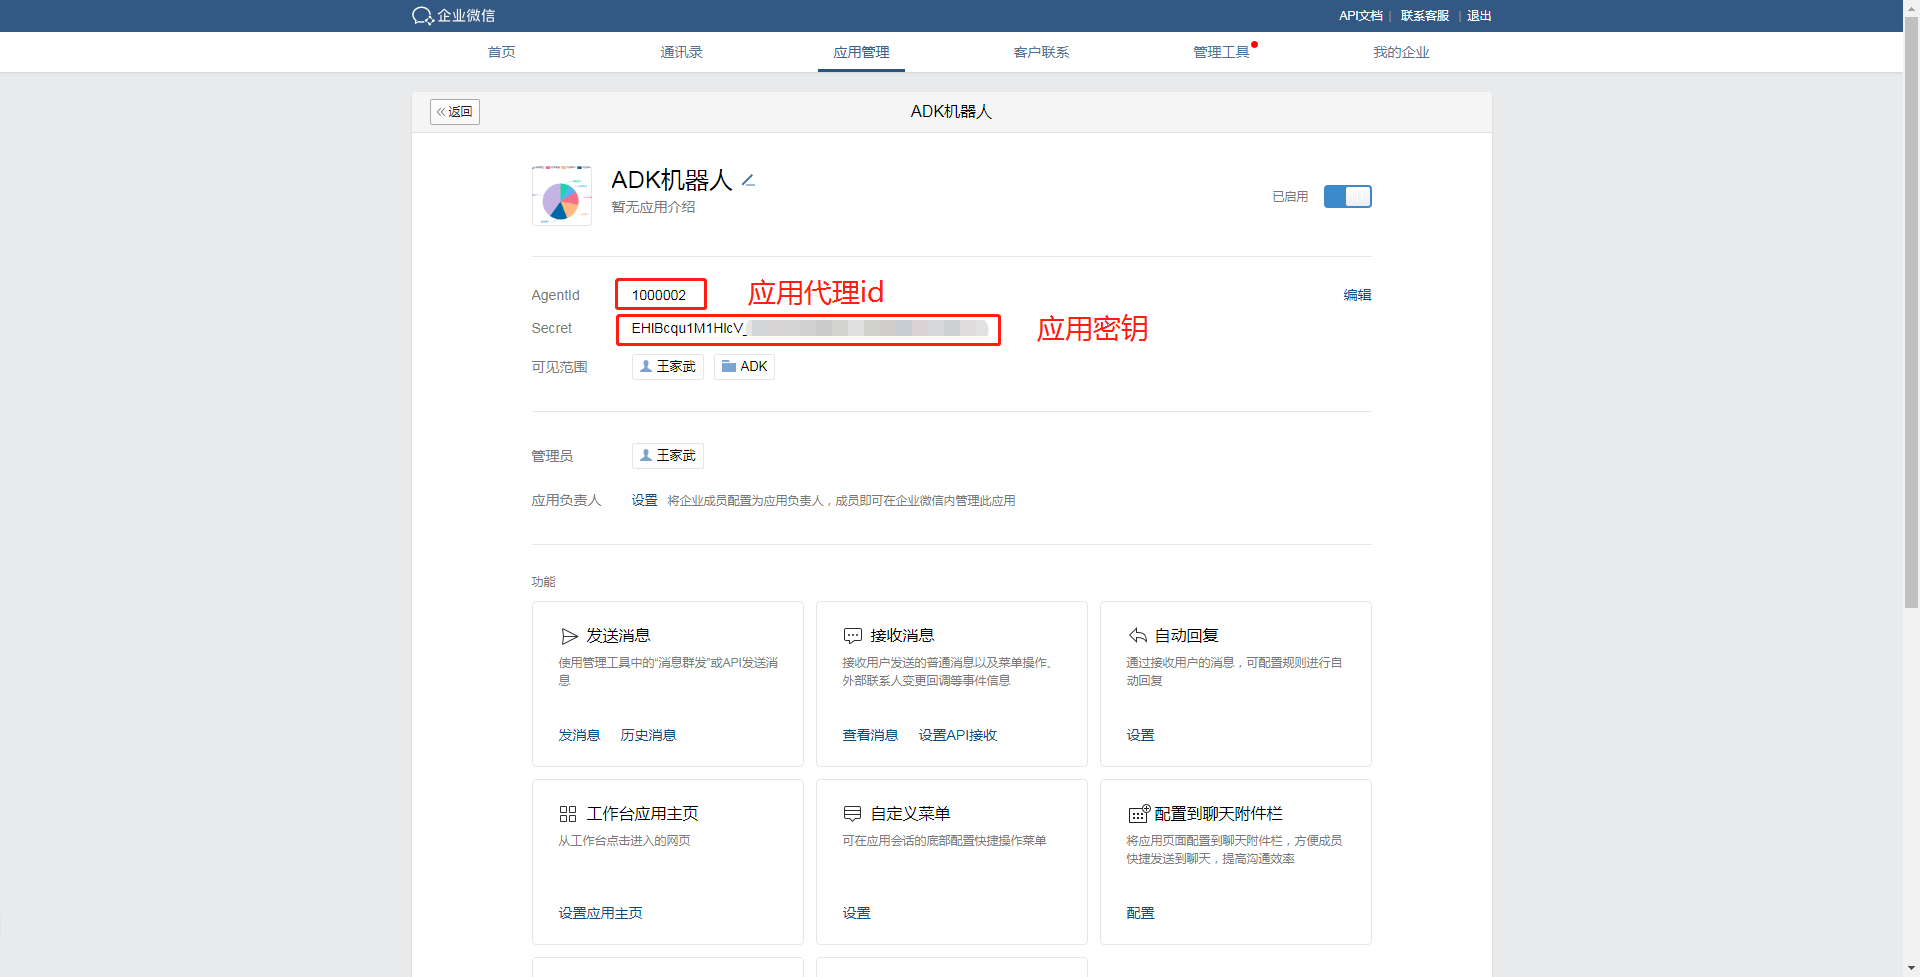 企业微信
API文档 | 联系客服 | 退出
首页 通讯录 应用管理 客户联系 管理工具 我的企业
«返回 ADK机器人
ADK机器人
暂无应用介绍
已启用
AgentId 1000002 应用代理id 编辑
Secret EHIBcqu1M1HIcV_ 应用密钥
可见范围 王家武 ADK
管理员 王家武
应用负责人 设置 将企业成员配置为应用负责人，成员即可在企业微信内管理此应用
功能
发送消息
使用管理工具中的“消息群发”或API发送消
息
发消息 历史消息
接收消息
接收用户发送的普通消息以及菜单操作、
外部联系人变更回调等事件信息
查看消息 设置API接收
自动回复
通过接收用户的消息，可配置规则进行自
动回复
设置
工作台应用主页
从工作台点击进入的网页
设置应用主页
自定义菜单
可在应用会话的底部配置快捷操作菜单
设置
配置到聊天附件栏
将应用页面配置到聊天附件栏，方便成员
快捷发送到聊天，提高沟通效率
配置